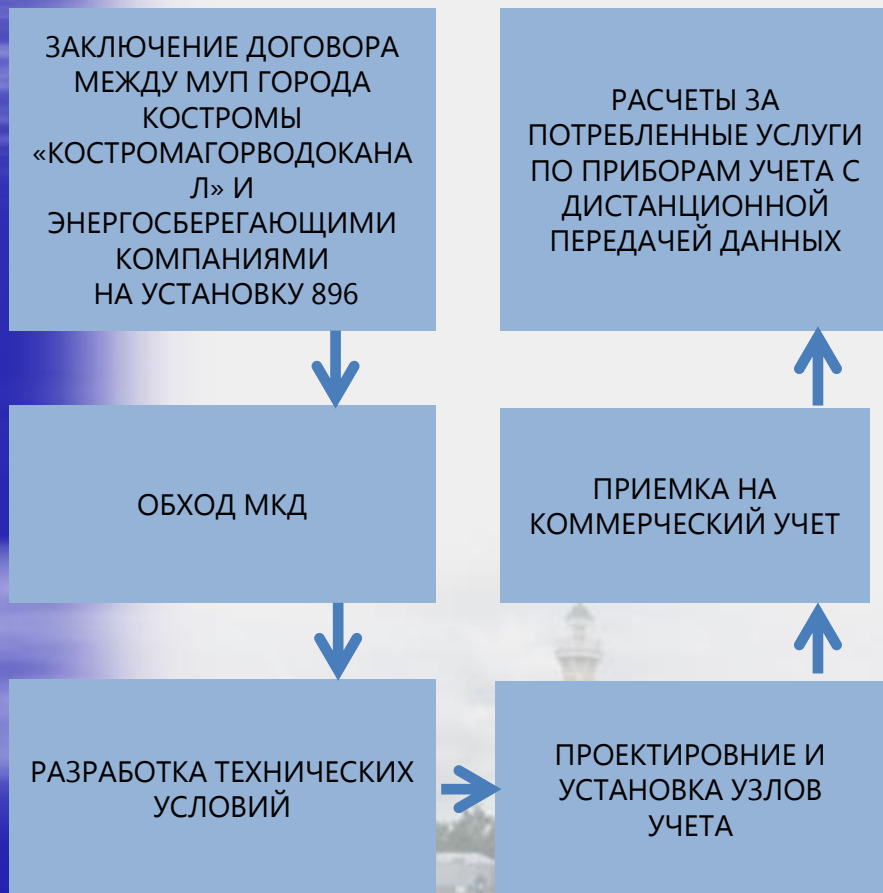 ЗАКЛЮЧЕНИЕ ДОГОВОРА
МЕЖДУ МУП ГОРОДА
КОСТРОМЫ
«КОСТРОМАГОРВОДОКАНА
Л» И
ЭНЕРГОСБЕРЕГАЮЩИМИ
КОМПАНИЯМИ
НА УСТАНОВКУ 896
ОБХОД МКД
РАЗРАБОТКА ТЕХНИЧЕСКИХ
УСЛОВИЙ
ПРОЕКТИРОВНИЕ И
УСТАНОВКА УЗЛОВ
УЧЕТА
ПРИЕМКА НА
КОММЕРЧЕСКИЙ УЧЕТ
РАСЧЕТЫ ЗА
ПОТРЕБЛЕННЫЕ УСЛУГИ
ПО ПРИБОРАМ УЧЕТА С
ДИСТАНЦИОННОЙ
ПЕРЕДАЧЕЙ ДАННЫХ